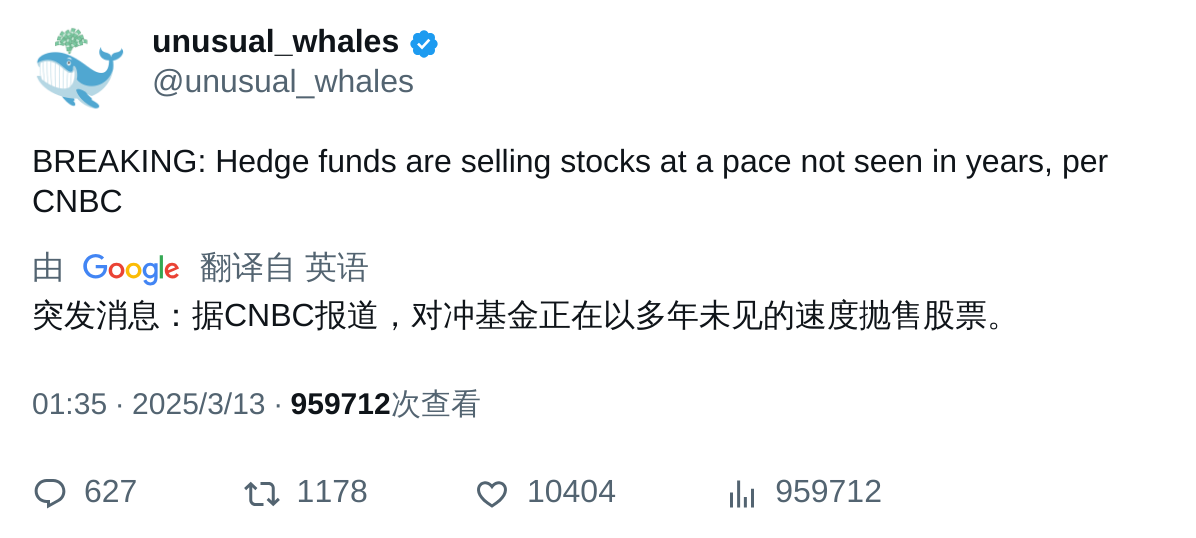 unusual_whales
@unusual_whales
BREAKING: Hedge funds are selling stocks at a pace not seen in years, per
CNBC
由 Google 翻译自 英语
突发消息：据CNBC报道，对冲基金正在以多年未见的速度抛售股票。
01:35 · 2025/3/13 · 959712次查看
627 1178 10404 959712